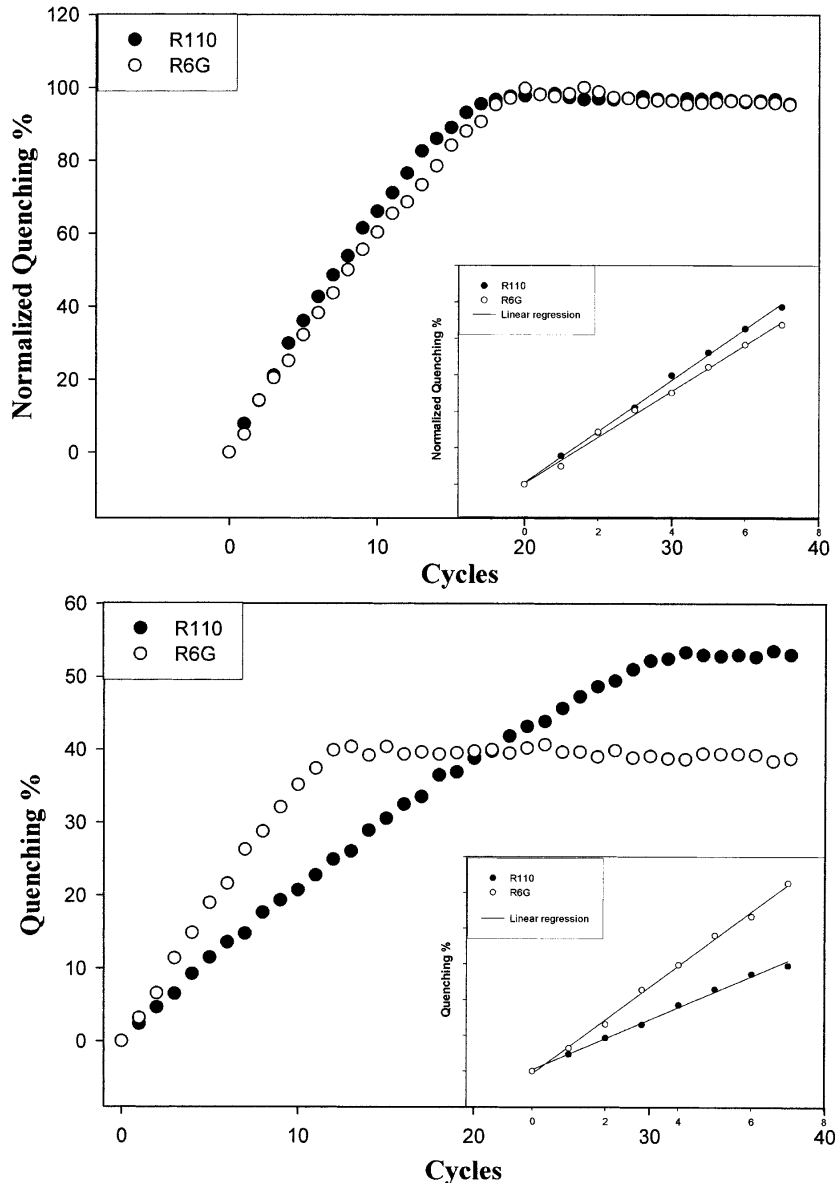 120
100
80
60
40
20
0
Normalized Quenching %
R110
R6G
R110
R6G
Linear regression
Normalized Quenching %
0 2 4 6 8
0 10 20 30 40
Cycles
60
50
40
30
20
10
0
Quenching %
R110
R6G
R110
R6G
Linear regression
Quenching %
0 2 4 6 8
0 10 20 30 40
Cycles